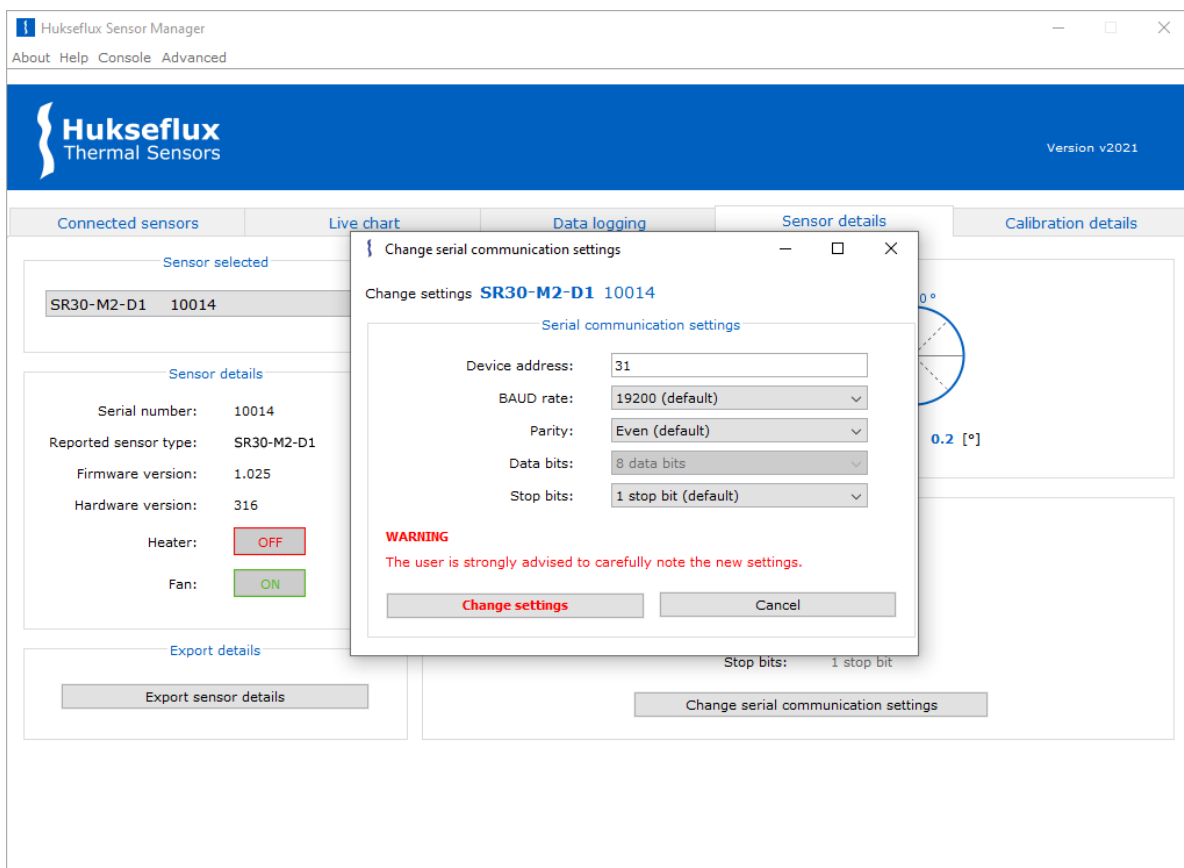 Hukseflux Sensor Manager
About Help Console Advanced
Hukseflux
Thermal Sensors
Version v2021
Connected sensors
Live chart
Data logging
Sensor details
Calibration details
Sensor selected
SR30-M2-D1 10014
Sensor details
Serial number: 10014
Reported sensor type: SR30-M2-D1
Firmware version: 1.025
Hardware version: 316
Heater: OFF
Fan: ON
Export details
Export sensor details
Change serial communication settings
Change settings SR30-M2-D1 10014
Serial communication settings
Device address: 31
BAUD rate: 19200 (default)
Parity: Even (default)
Data bits: 8 data bits
Stop bits: 1 stop bit (default)
WARNING
The user is strongly advised to carefully note the new settings.
Change settings
Cancel
0 °
0.2 [°]
Stop bits: 1 stop bit
Change serial communication settings